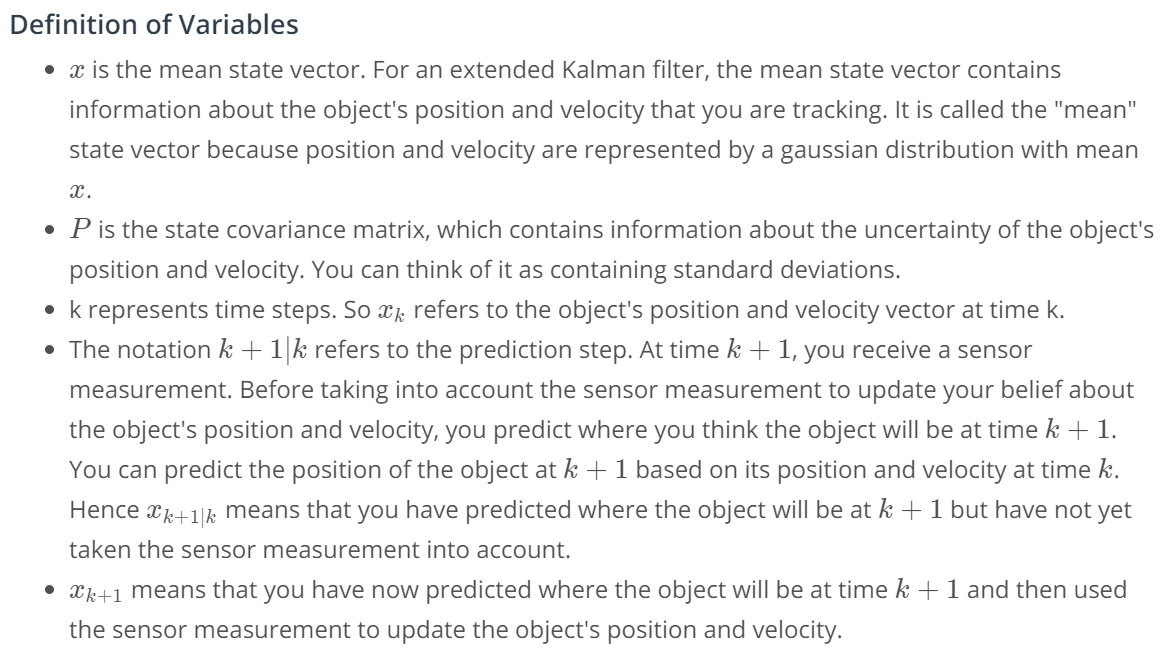 Definition of Variables
• x is the mean state vector. For an extended Kalman filter, the mean state vector contains
information about the object's position and velocity that you are tracking. It is called the "mean"
state vector because position and velocity are represented by a gaussian distribution with mean
x.
• P is the state covariance matrix, which contains information about the uncertainty of the object's
position and velocity. You can think of it as containing standard deviations.
• k represents time steps. So x_k refers to the object's position and velocity vector at time k.
• The notation k + 1|k refers to the prediction step. At time k + 1, you receive a sensor
measurement. Before taking into account the sensor measurement to update your belief about
the object's position and velocity, you predict where you think the object will be at time k + 1.
You can predict the position of the object at k + 1 based on its position and velocity at time k.
Hence x_{k+1|k} means that you have predicted where the object will be at k + 1 but have not yet
taken the sensor measurement into account.
• x_{k+1} means that you have now predicted where the object will be at time k + 1 and then used
the sensor measurement to update the object's position and velocity.